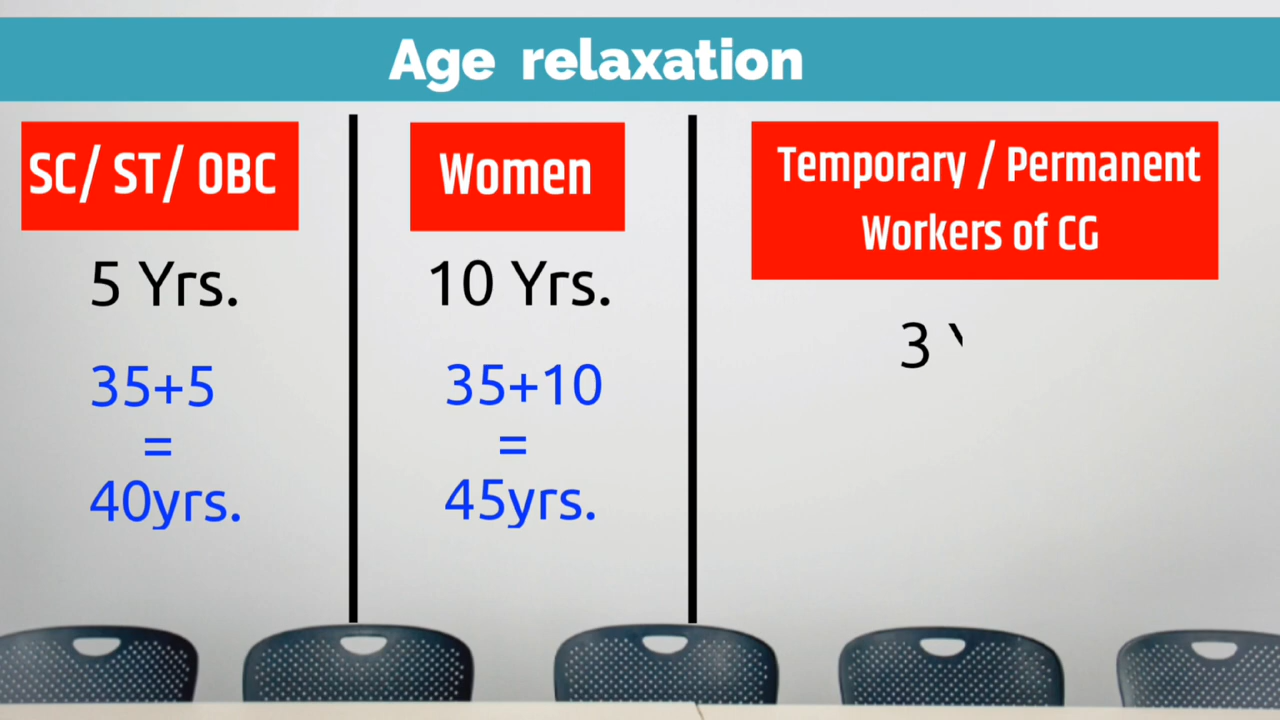 Age relaxation
SC/ ST/ OBC
5 Yrs.
35+5
=
40yrs.
Women
10 Yrs.
35+10
=
45yrs.
Temporary / Permanent
Workers of CG
3